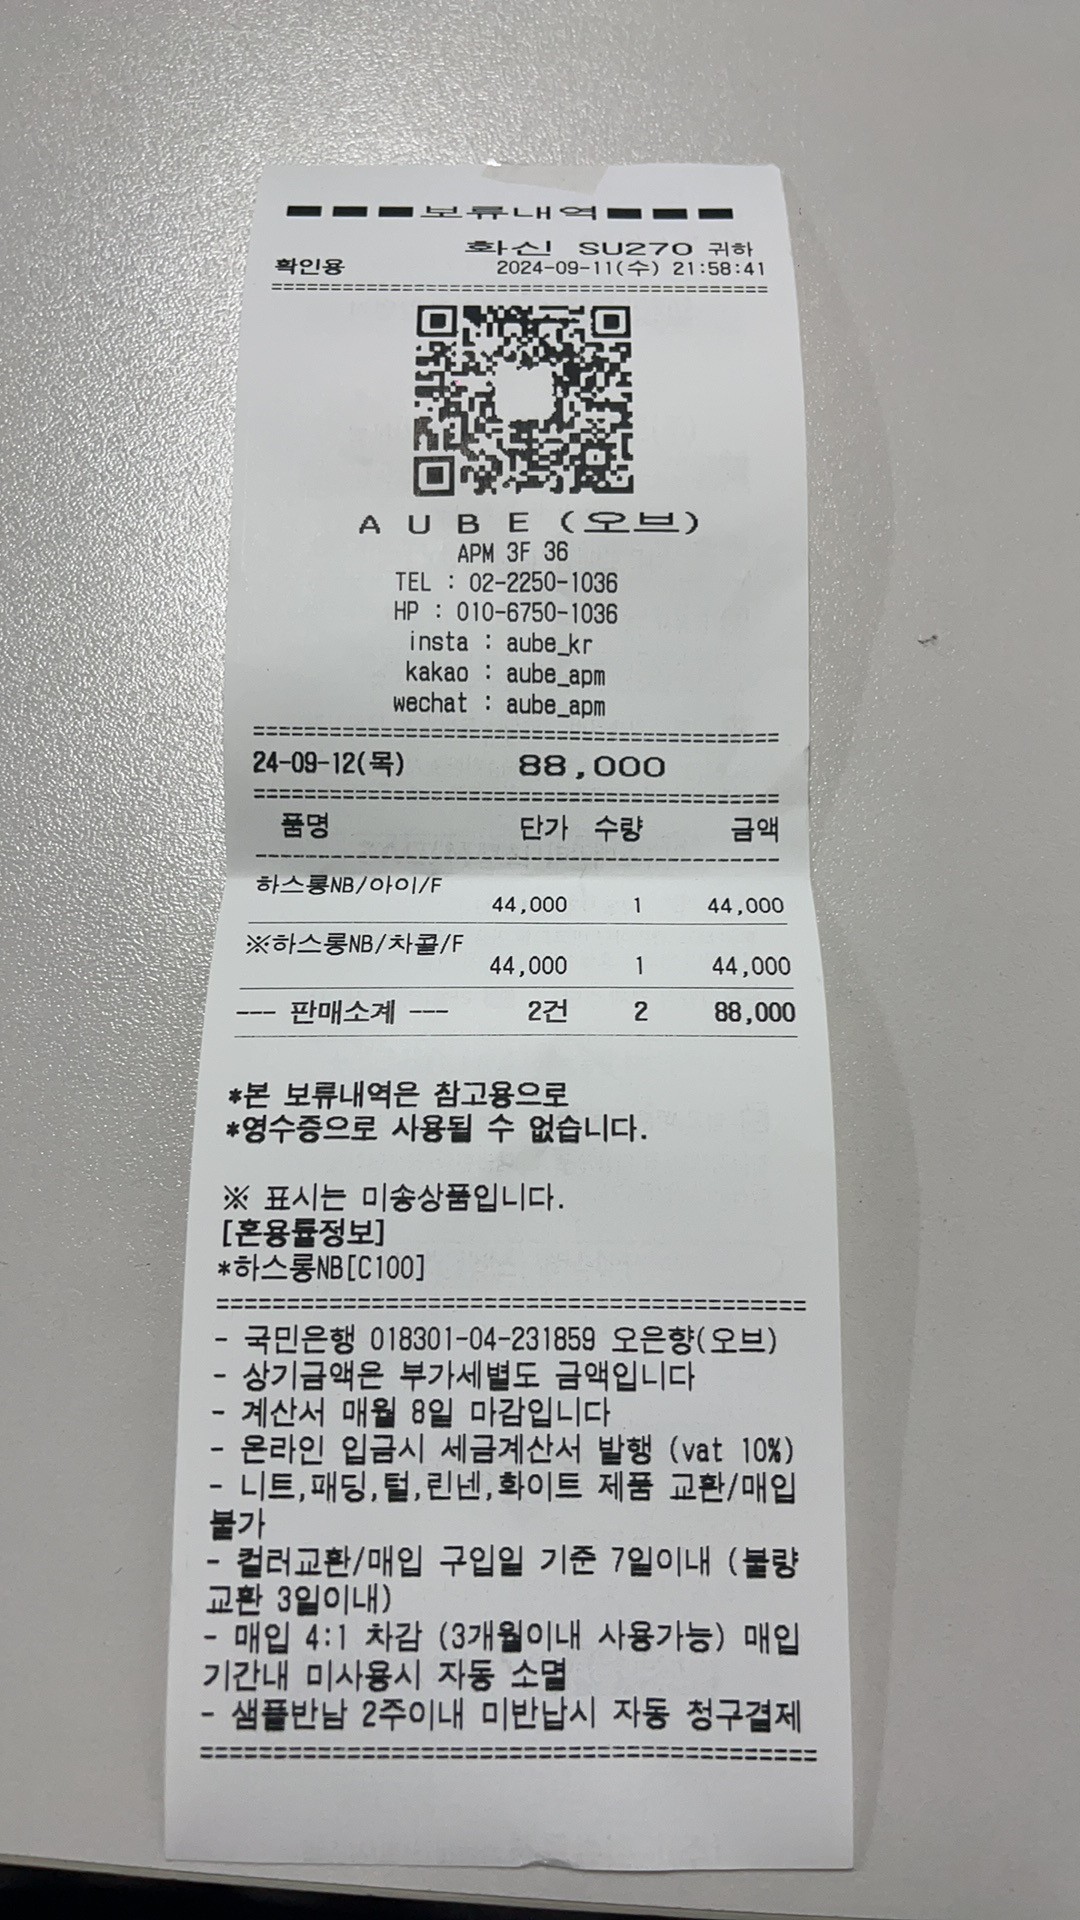 ■■■보류내역■■■
화신 SU270 귀하
확인용 2024-09-11(수) 21:58:41
AUBE(오브)
APM 3F 36
TEL : 02-2250-1036
HP : 010-6750-1036
insta : aube_kr
kakao : aube_apm
wechat : aube_apm
24-09-12(목) 88,000
품명 단가 수량 금액
하스롱NB/아이/F
44,000 1 44,000
※하스롱NB/차콜/F
44,000 1 44,000
--- 판매소계 --- 2건 2 88,000
*본 보류내역은 참고용으로
*영수증으로 사용될 수 없습니다.
※ 표시는 미송상품입니다.
[혼용률정보]
*하스롱NB[C100]
- 국민은행 018301-04-231859 오은향(오브)
- 상기금액은 부가세별도 금액입니다
- 계산서 매월 8일 마감입니다
- 온라인 입금시 세금계산서 발행 (vat 10%)
- 니트,패딩,털,린넨,화이트 제품 교환/매입
불가
- 컬러교환/매입 구입일 기준 7일이내 (불량
교환 3일이내)
- 매입 4:1 차감 (3개월이내 사용가능) 매입
기간내 미사용시 자동 소멸
- 샘플반납 2주이내 미반납시 자동 청구결제